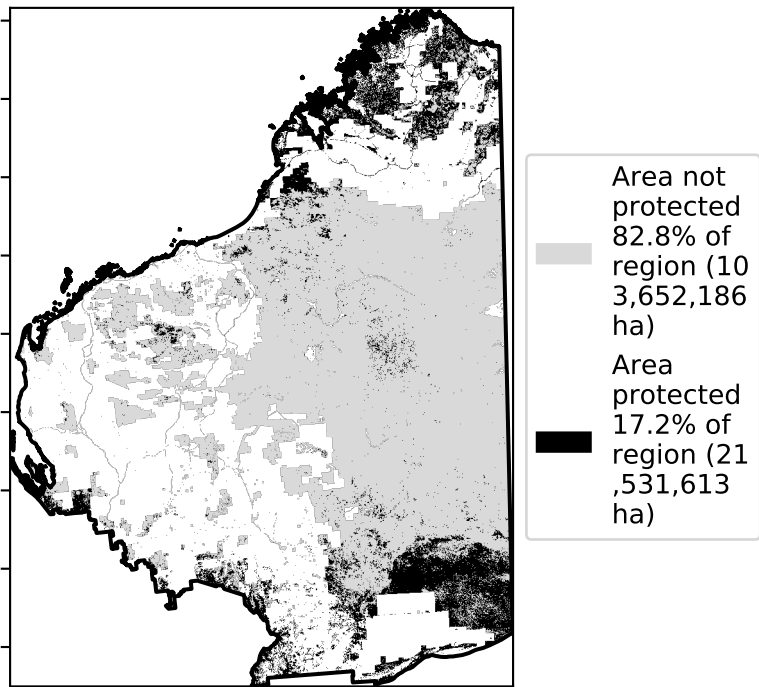 Area not
protected
82.8% of
region (10
3,652,186
ha)
Area
protected
17.2% of
region (21
,531,613
ha)